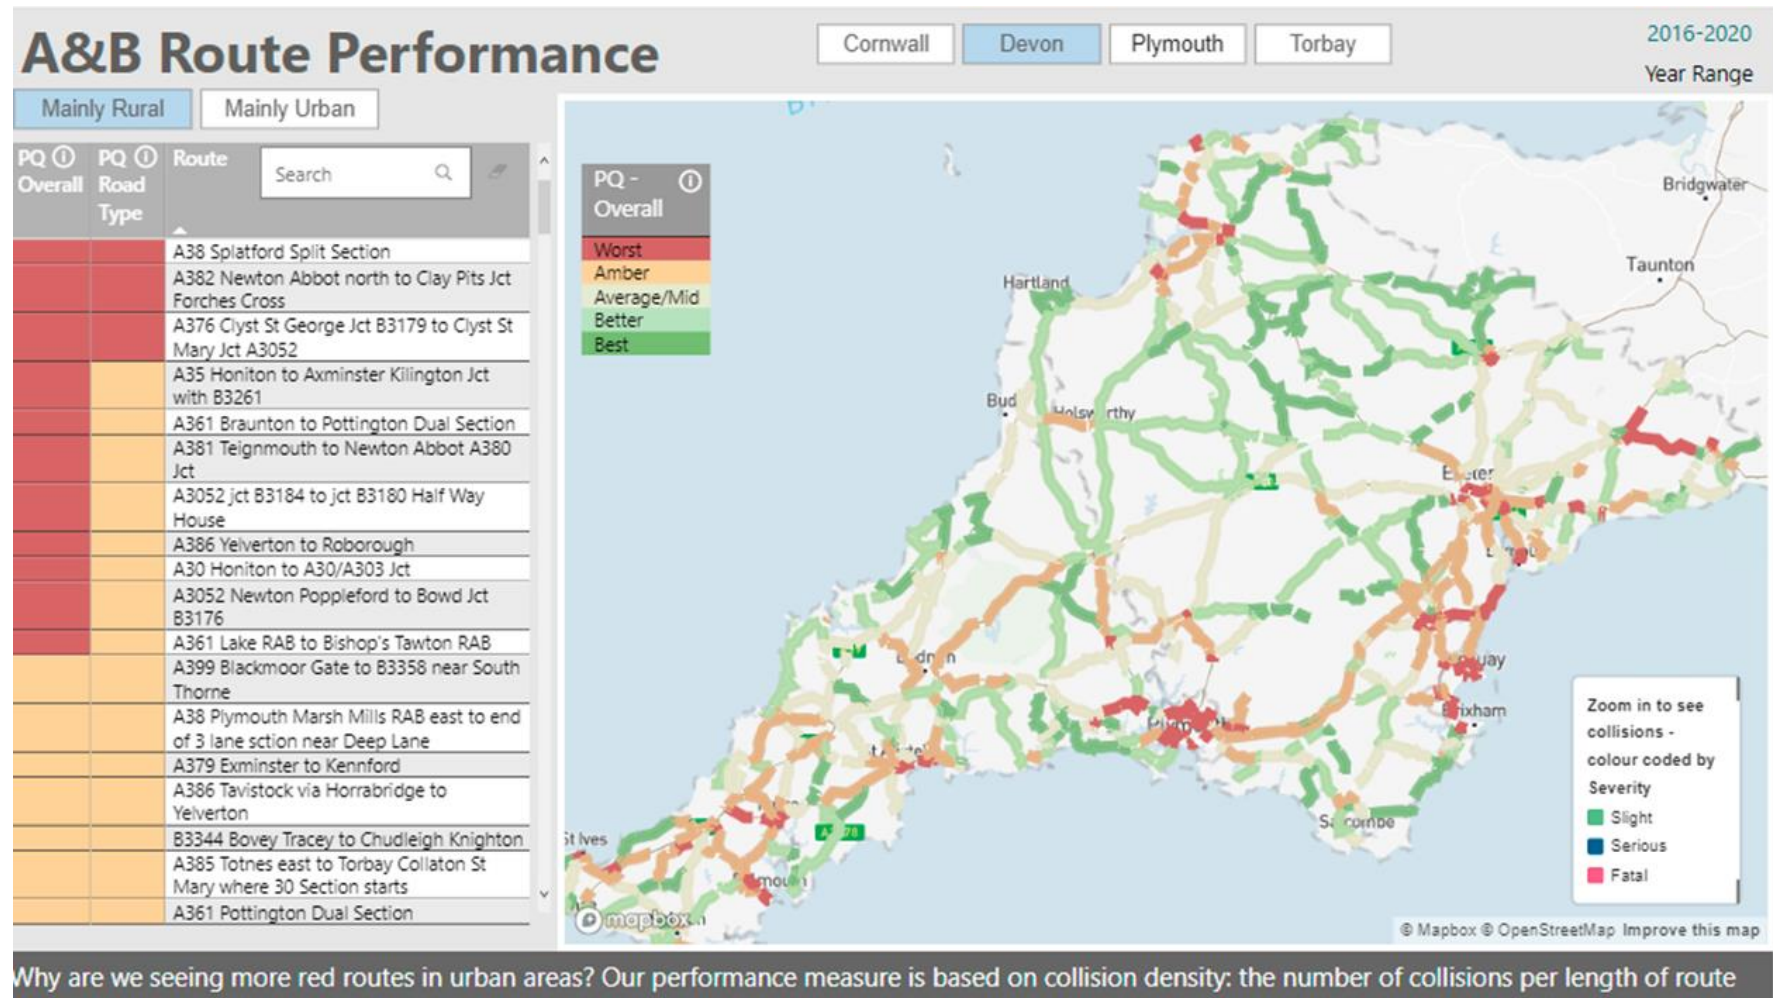 A&B Route Performance
Cornwall
Devon
Plymouth
Torbay
2016-2020
Year Range
Mainly Rural
Mainly Urban
PQ
Overall
PQ
Road
Type
Route
Search
A38 Splatford Split Section
A382 Newton Abbot north to Clay Pits Jct
Forches Cross
A376 Clyst St George Jct B3179 to Clyst St
Mary Jct A3052
A35 Honiton to Axminster Kilington Jct
with B3261
A361 Braunton to Pottington Dual Section
A381 Teignmouth to Newton Abbot A380
Jct
A3052 jct B3184 to jct B3180 Half Way
House
A386 Yelverton to Roborough
A30 Honiton to A30/A303 Jct
A3052 Newton Poppleford to Bowd Jct
B3176
A361 Lake RAB to Bishop's Tawton RAB
A399 Blackmoor Gate to B3358 near South
Thorne
A38 Plymouth Marsh Mills RAB east to end
of 3 lane sction near Deep Lane
A379 Exminster to Kennford
A386 Tavistock via Horrabridge to
Yelverton
B3344 Bovey Tracey to Chudleigh Knighton
A385 Totnes east to Torbay Collaton St
Mary where 30 Section starts
A361 Pottington Dual Section
PQ -
Overall
Worst
Amber
Average/Mid
Better
Best
Bridgwater
Taunton
Hartland
Holsworthy
Exeter
Brixham
Salcombe
St Ives
mapbox
Zoom in to see
collisions -
colour coded by
Severity
Slight
Serious
Fatal
© Mapbox © OpenStreetMap Improve this map
Why are we seeing more red routes in urban areas? Our performance measure is based on collision density: the number of collisions per length of route